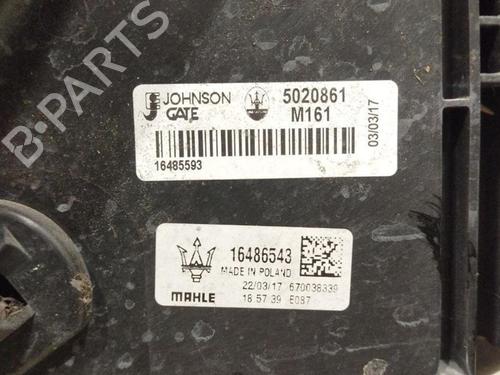 JOHNSON
GATE
5020861
M161
16485593
03/03/17
16486543
MADE IN POLAND
MAHLE
22/03/17 670038339
18 57 39 E087
B-PARTS